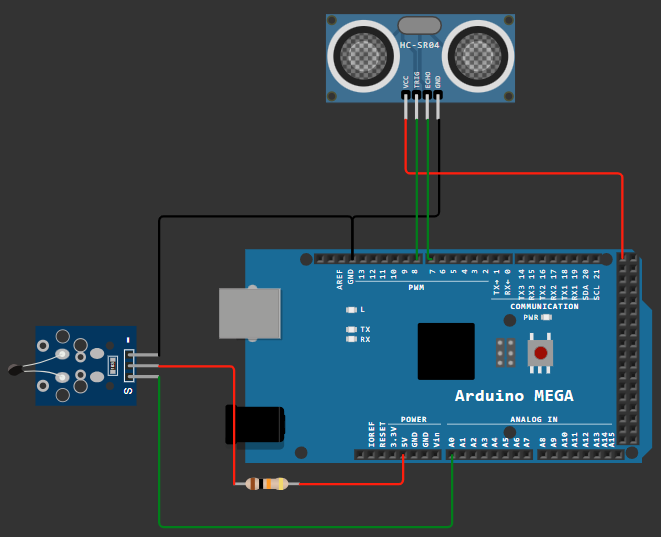 HC-SR04
VCC
TRIG
ECHO
GND
AREF
GND
13
12
11
10
9
8
7
6
5
4
3
2
TX→ 1
RX← 0
TX3 14
RX3 15
TX2 16
RX2 17
TX1 18
RX1 19
SDA 20
SCL 21
PWM
COMMUNICATION
L
PWR
TX
RX
Arduino MEGA
POWER
ANALOG IN
IOREF
RESET
3.3V
5V
GND
GND
Vin
A0
A1
A2
A3
A4
A5
A6
A7
A8
A9
A10
A11
A12
A13
A14
A15
-
S